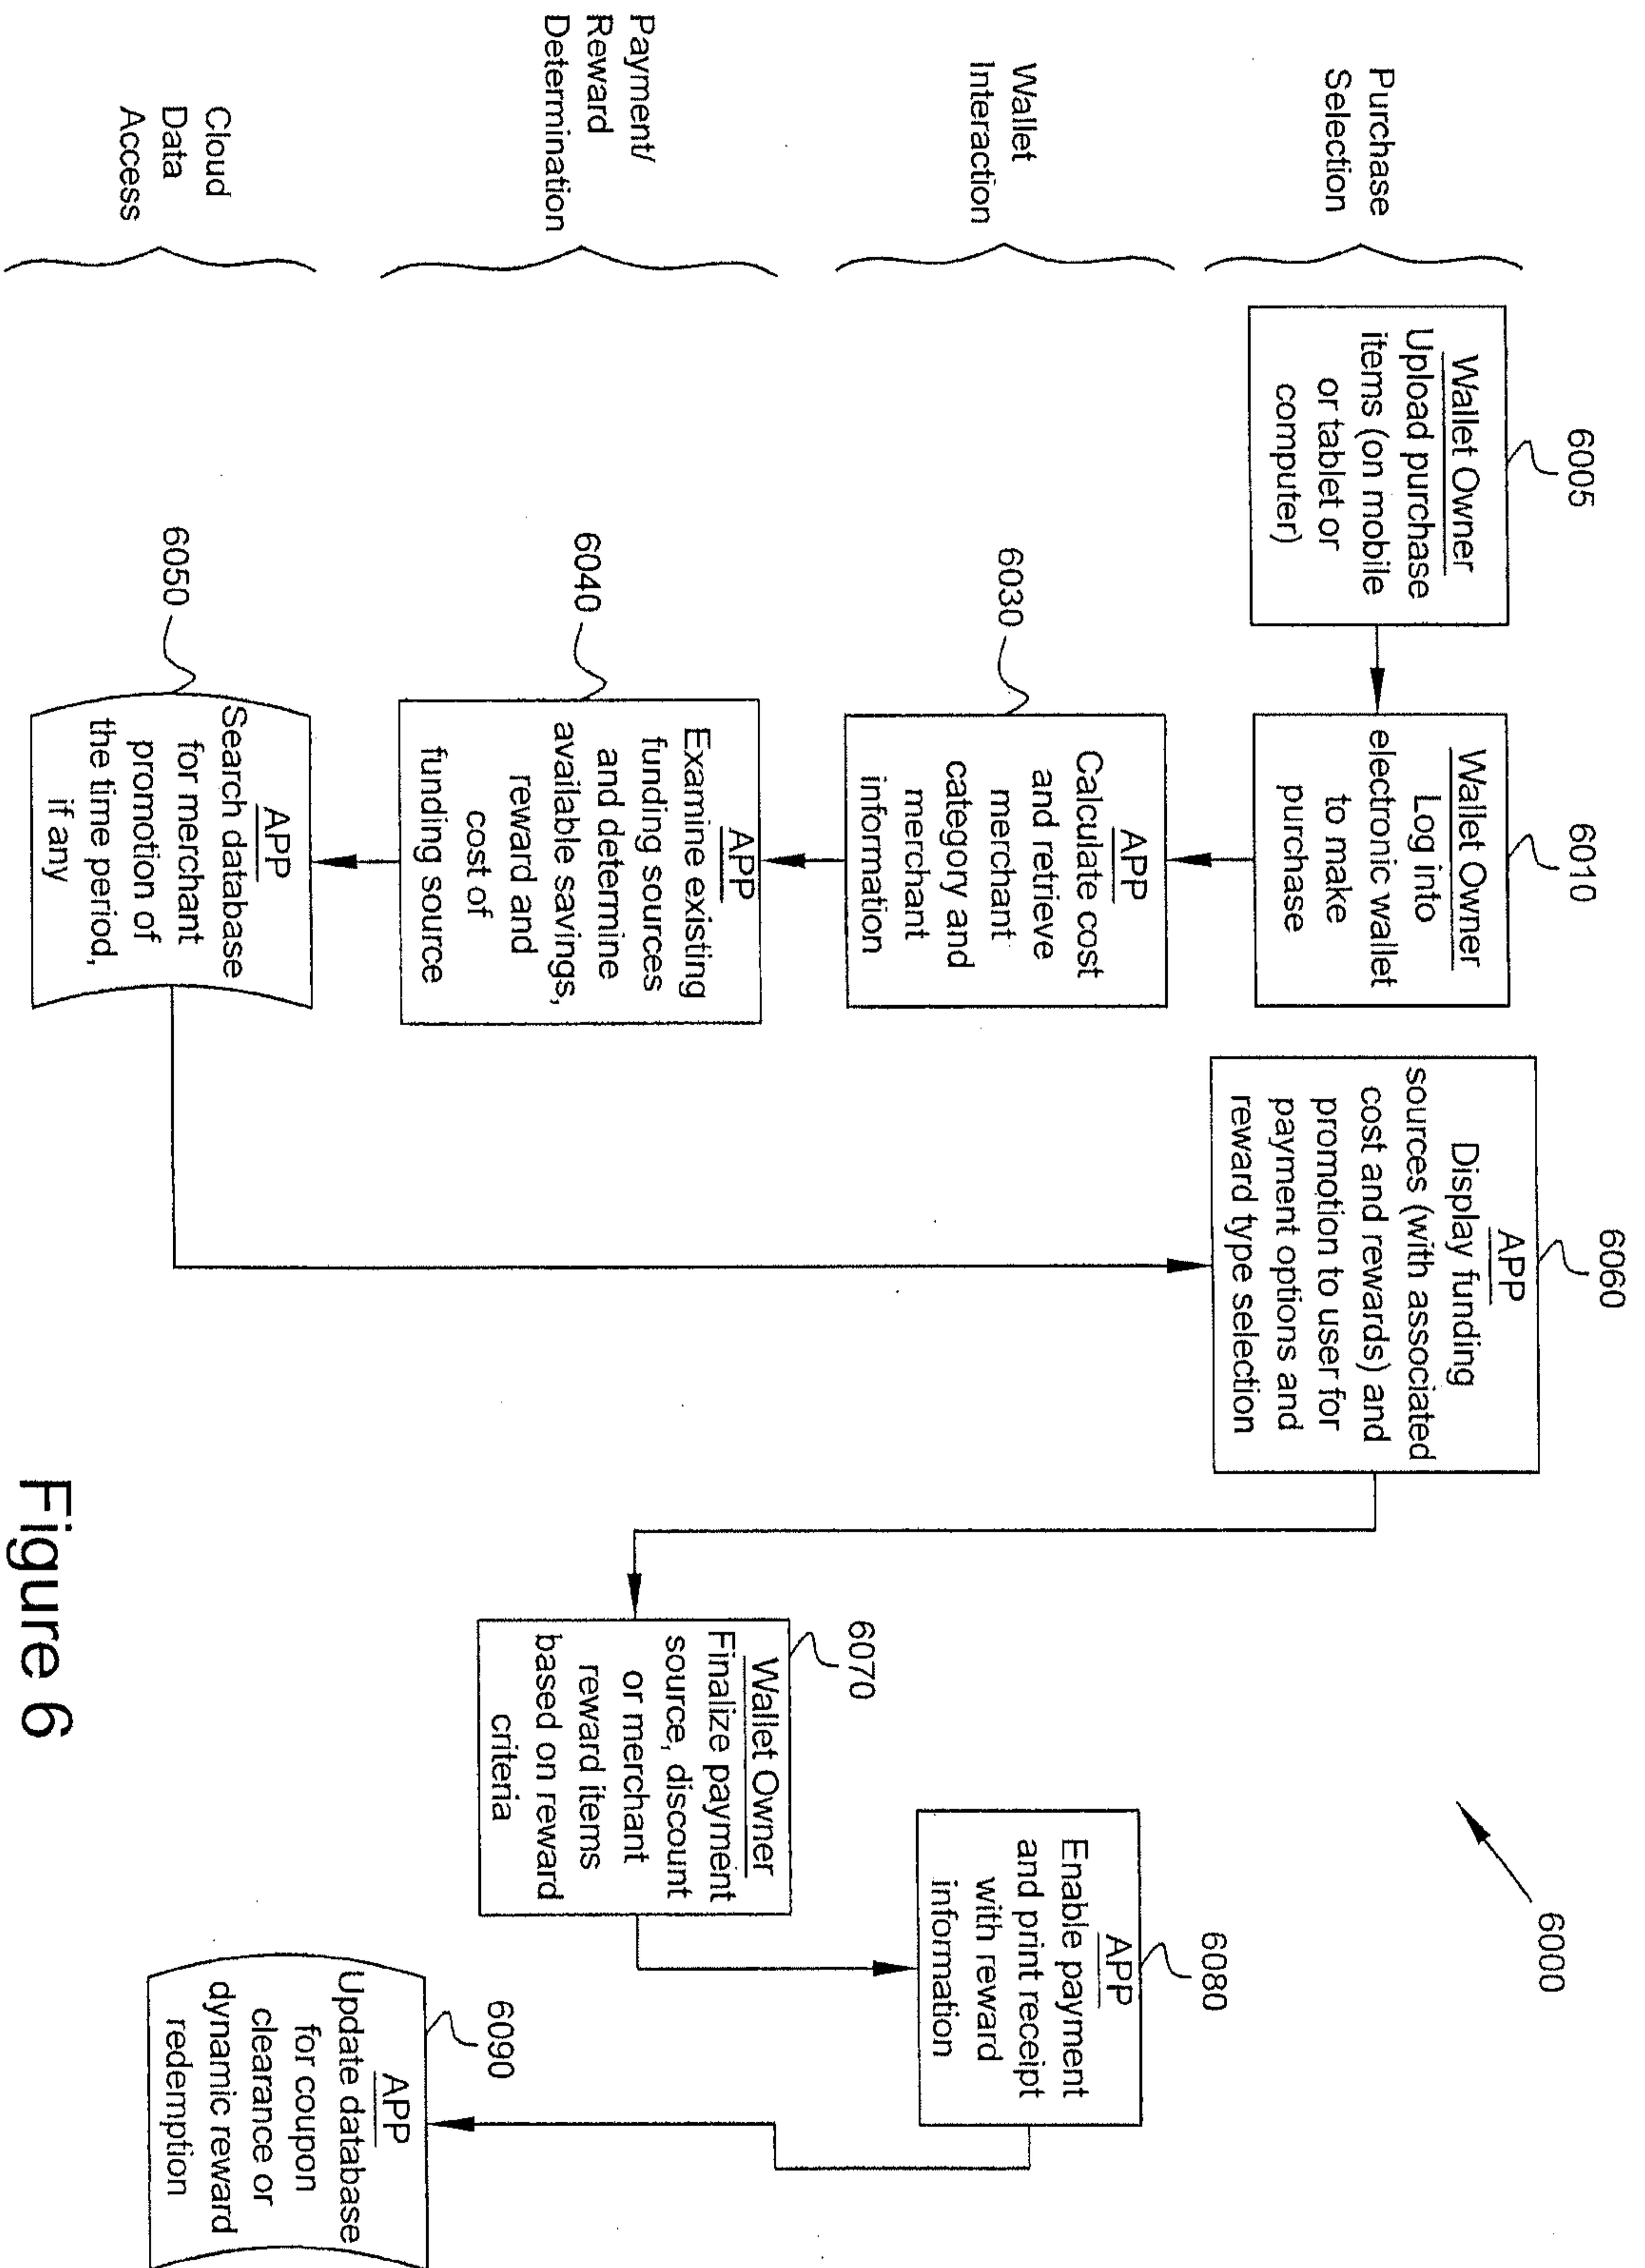 6000
Purchase
Selection
Wallet
Interaction
Payment/
Reward
Determination
Cloud
Data
Access
6005
Wallet Owner
Upload purchase
items (on mobile
or tablet or
computer)
6010
Wallet Owner
Log into
electronic wallet
to make
purchase
6030
APP
Calculate cost
and retrieve
merchant
category and
merchant
information
6040
APP
Examine existing
funding sources
and determine
available savings,
reward and
cost of
funding source
6050
APP
Search database
for merchant
promotion of
the time period,
if any
6060
APP
Display funding
sources (with associated
cost and rewards) and
promotion to user for
payment options and
reward type selection
6070
Wallet Owner
Finalize payment
source, discount
or merchant
reward items
based on reward
criteria
6080
APP
Enable payment
and print receipt
with reward
information
6090
APP
Update database
for coupon
clearance or
dynamic reward
redemption
Figure 6